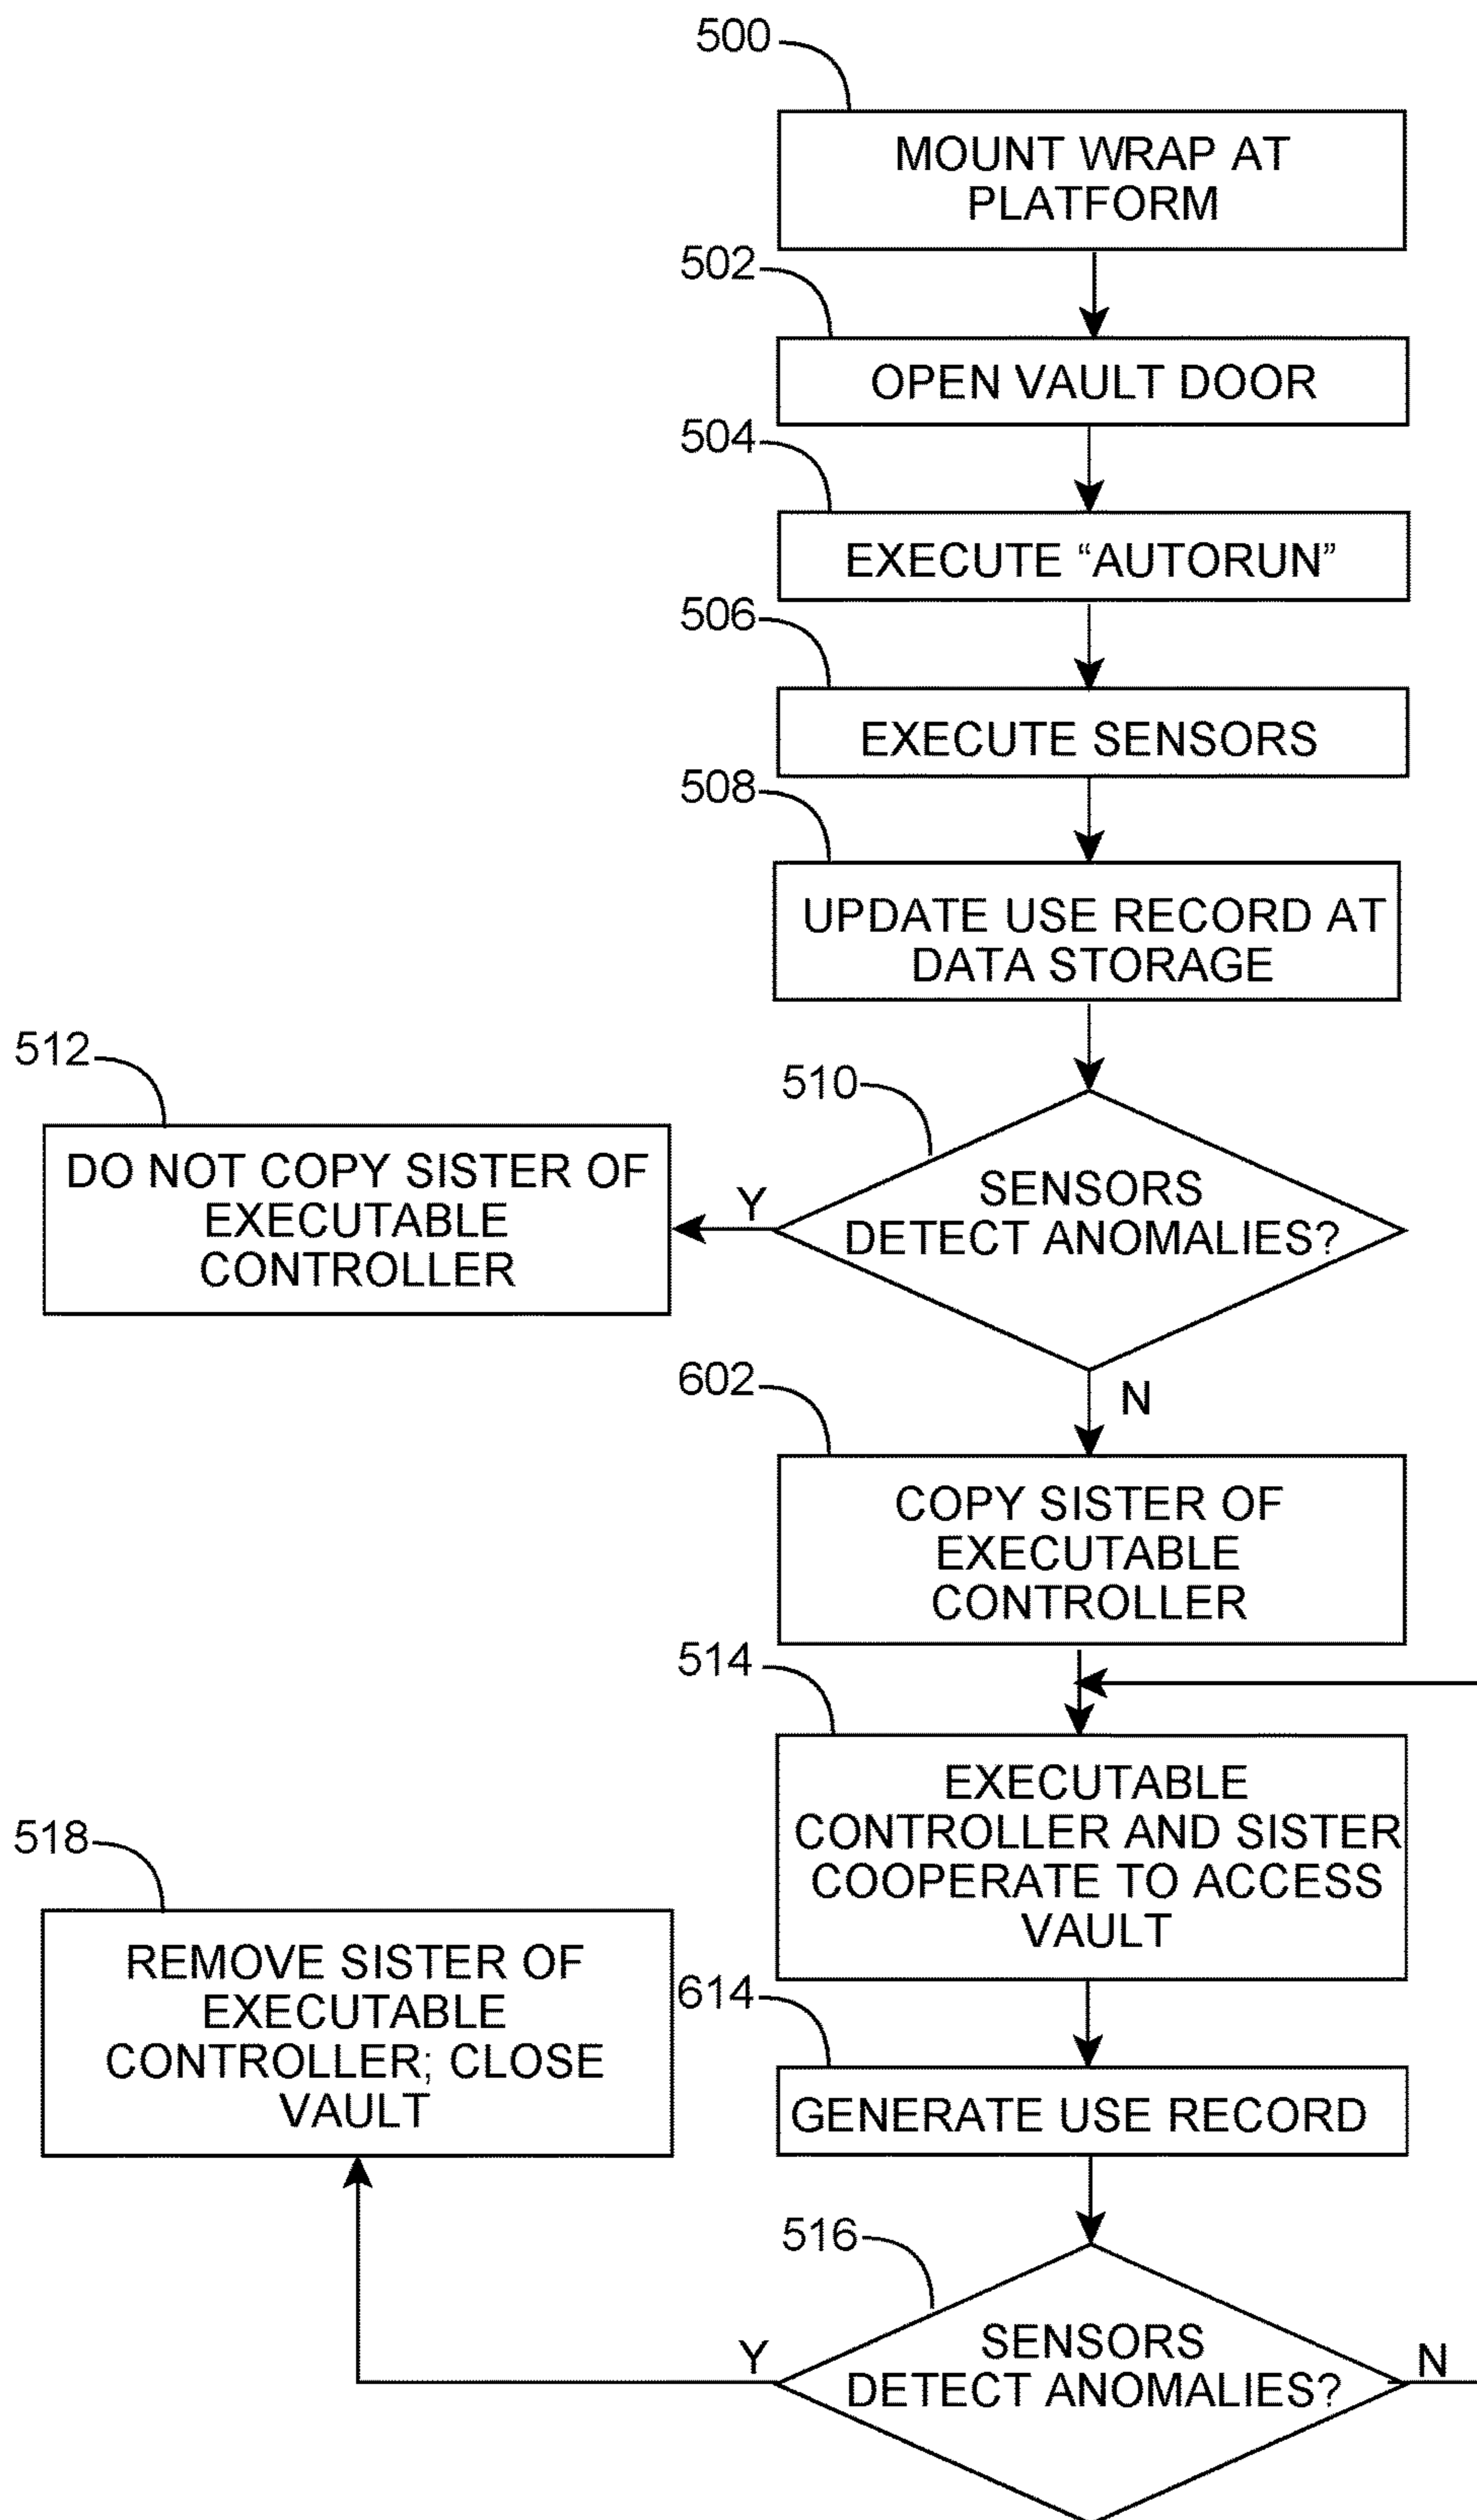 500
MOUNT WRAP AT
PLATFORM
502
OPEN VAULT DOOR
504
EXECUTE “AUTORUN”
506
EXECUTE SENSORS
508
UPDATE USE RECORD AT
DATA STORAGE
510
SENSORS
DETECT ANOMALIES?
Y
512
DO NOT COPY SISTER OF
EXECUTABLE
CONTROLLER
N
602
COPY SISTER OF
EXECUTABLE
CONTROLLER
514
EXECUTABLE
CONTROLLER AND SISTER
COOPERATE TO ACCESS
VAULT
614
GENERATE USE RECORD
516
SENSORS
DETECT ANOMALIES?
Y
N
518
REMOVE SISTER OF
EXECUTABLE
CONTROLLER; CLOSE
VAULT